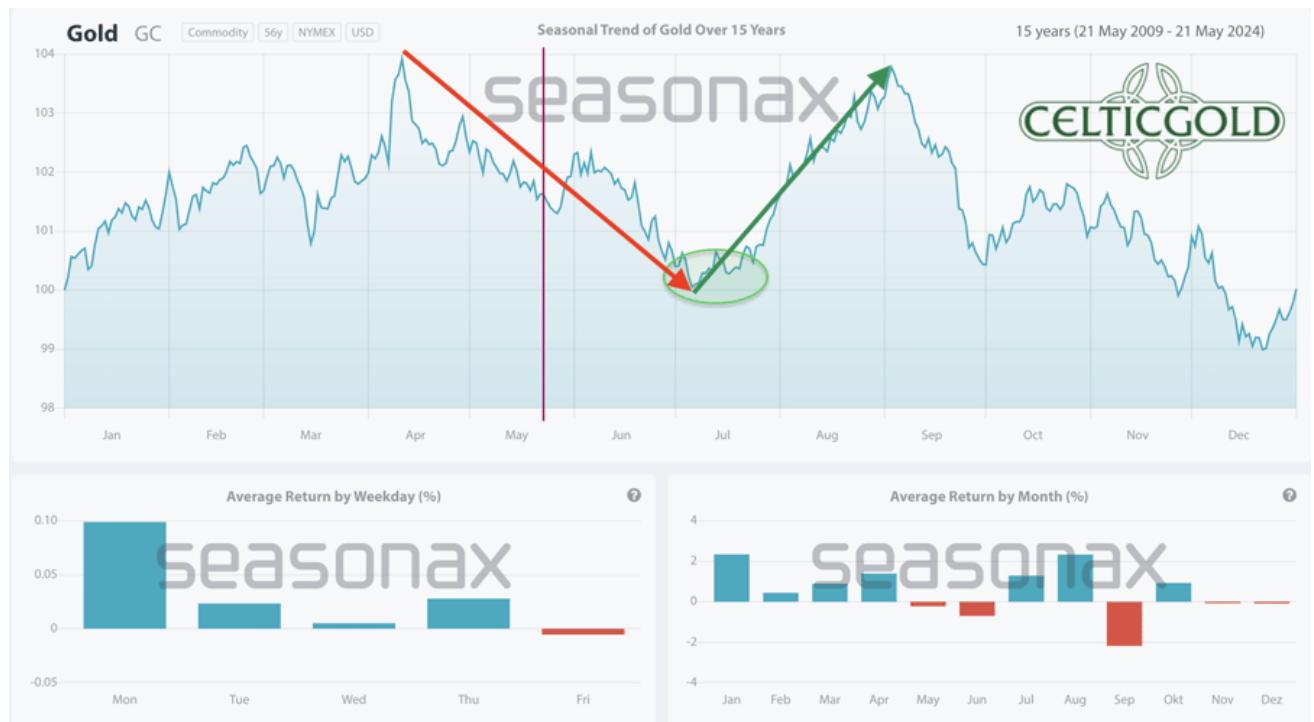 Gold GC Commodity 56y NYMEX USD
Seasonal Trend of Gold Over 15 Years
15 years (21 May 2009 - 21 May 2024)
seasonax
CELTICGOLD
104
103
102
101
100
99
98
Jan Feb Mar Apr May Jun Jul Aug Sep Oct Nov Dec
Average Return by Weekday (%)
?
seasonax
0.10
0.05
0
-0.05
Mon Tue Wed Thu Fri
Average Return by Month (%)
?
seasonax
4
2
0
-2
-4
Jan Feb Mar Apr May Jun Jul Aug Sep Okt Nov Dez